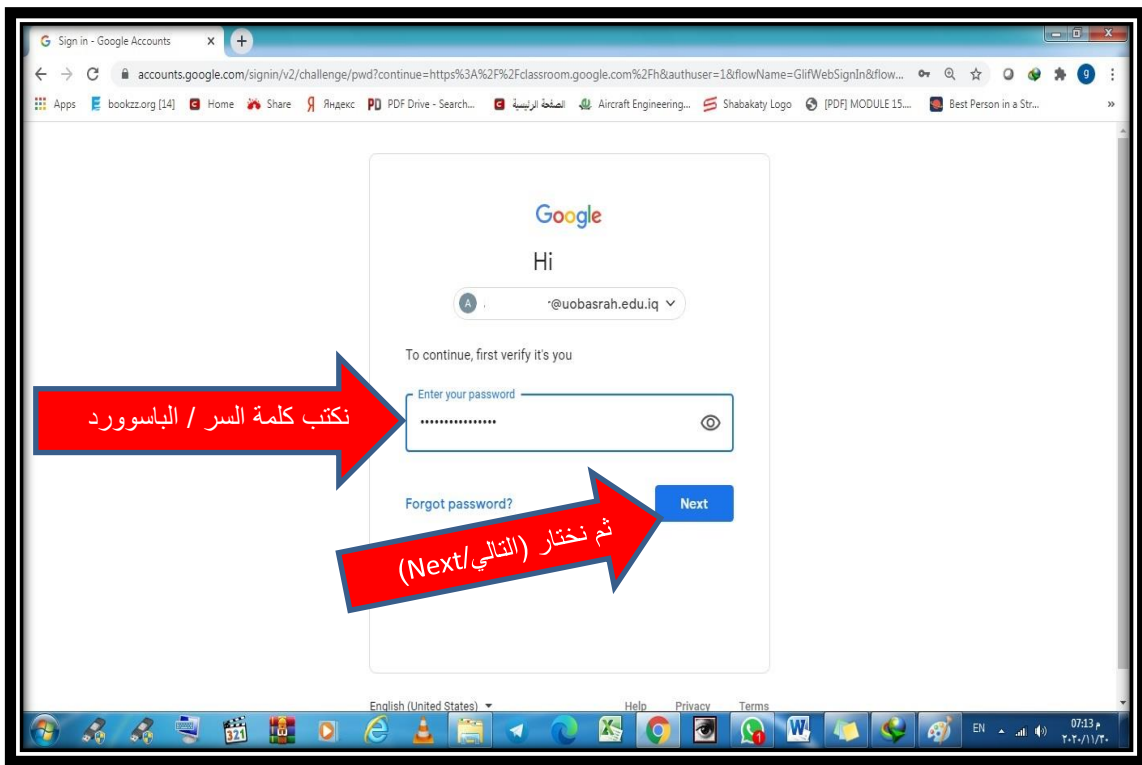 Sign in - Google Accounts
accounts.google.com/signin/v2/challenge/pwd?continue=https%3A%2F%2Fclassroom.google.com%2Fh&authuser=1&flowName=GlifWebSignIn&flow...
Apps bookzz.org [14] Home Share Яндекс PDF Drive - Search... الصفحة الرئيسية Aircraft Engineering... Shabakaty Logo [PDF] MODULE 15.... Best Person in a Str... »
Google
Hi
A @uobasrah.edu.iq
To continue, first verify it's you
Enter your password
••••••••••••••••
نكتب كلمة السر / الباسوورد
Forgot password? Next
ثم نختار (التالي/Next)
English (United States) Help Privacy Terms
321 EN 07:13 م
٢٠٢٠/١١/٣٠